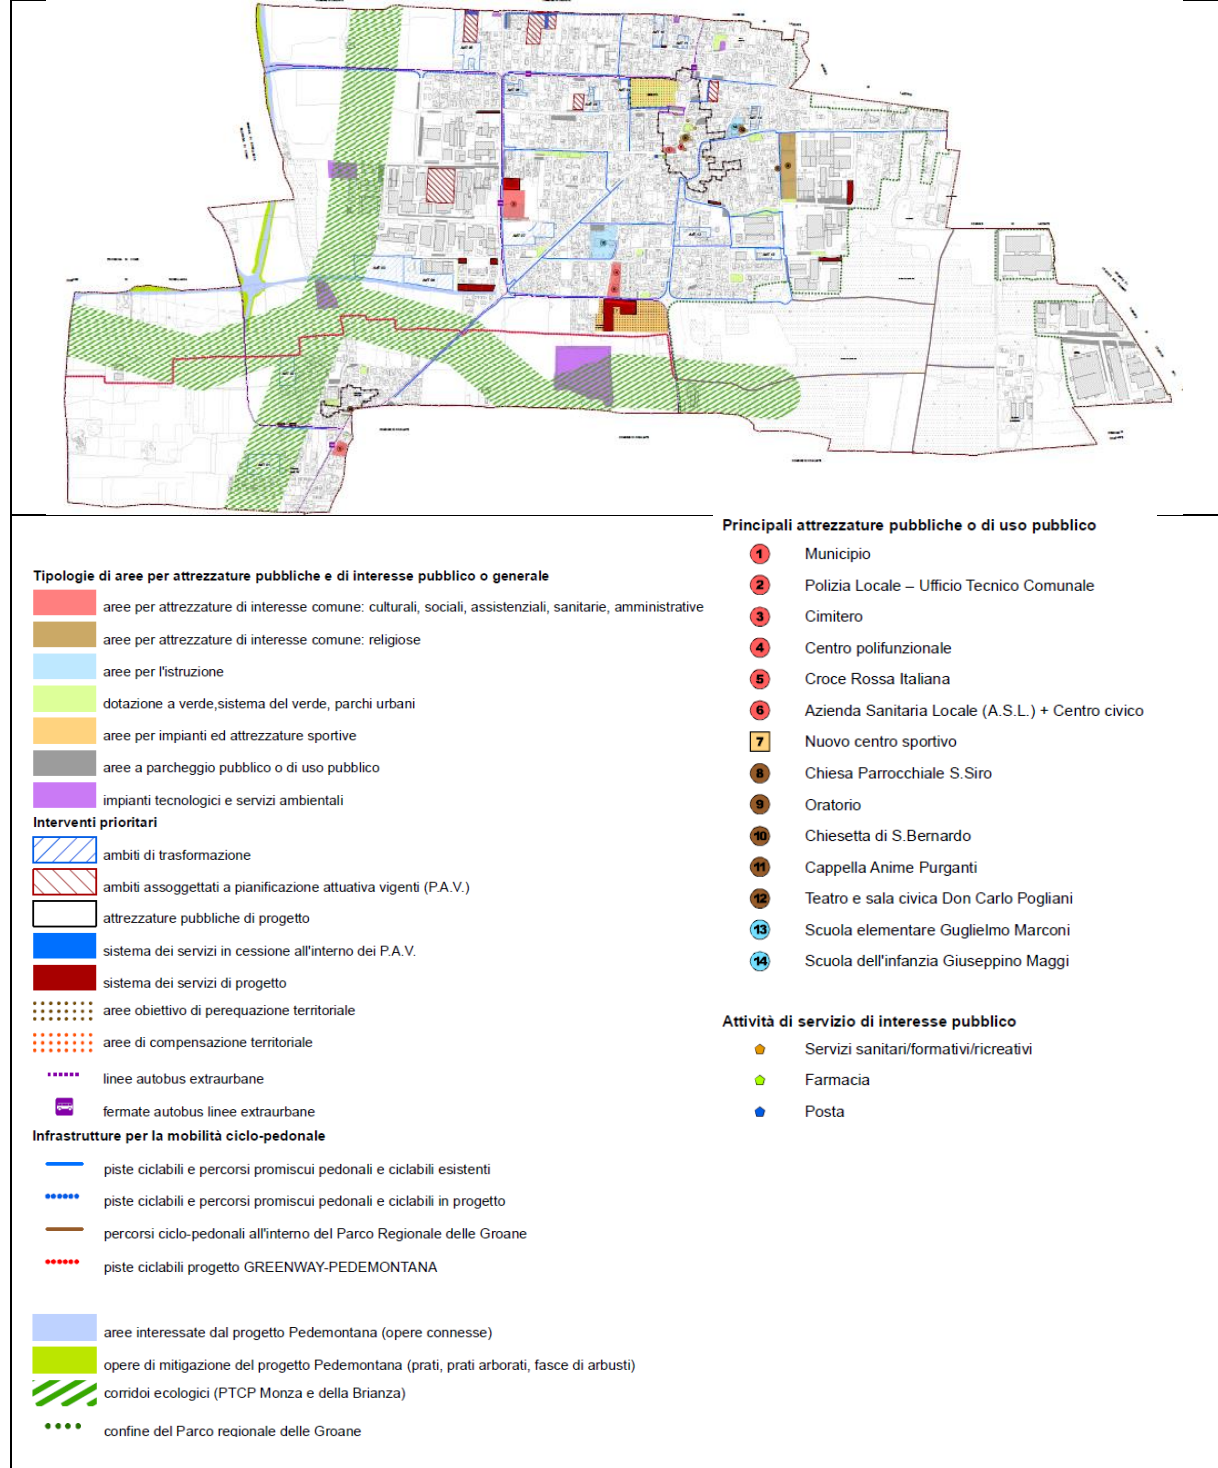 Tipologie di aree per attrezzature pubbliche e di interesse pubblico o generale
aree per attrezzature di interesse comune: culturali, sociali, assistenziali, sanitarie, amministrative
aree per attrezzature di interesse comune: religiose
aree per l'istruzione
dotazione a verde,sistema del verde, parchi urbani
aree per impianti ed attrezzature sportive
aree a parcheggio pubblico o di uso pubblico
impianti tecnologici e servizi ambientali
Interventi prioritari
ambiti di trasformazione
ambiti assoggettati a pianificazione attuativa vigenti (P.A.V.)
attrezzature pubbliche di progetto
sistema dei servizi in cessione all'interno dei P.A.V.
sistema dei servizi di progetto
aree obiettivo di perequazione territoriale
aree di compensazione territoriale
linee autobus extraurbane
fermate autobus linee extraurbane
Infrastrutture per la mobilità ciclo-pedonale
piste ciclabili e percorsi promiscui pedonali e ciclabili esistenti
piste ciclabili e percorsi promiscui pedonali e ciclabili in progetto
percorsi ciclo-pedonali all'interno del Parco Regionale delle Groane
piste ciclabili progetto GREENWAY-PEDEMONTANA
aree interessate dal progetto Pedemontana (opere connesse)
opere di mitigazione del progetto Pedemontana (prati, prati arborati, fasce di arbusti)
corridoi ecologici (PTCP Monza e della Brianza)
confine del Parco regionale delle Groane
Principali attrezzature pubbliche o di uso pubblico
1 Municipio
2 Polizia Locale – Ufficio Tecnico Comunale
3 Cimitero
4 Centro polifunzionale
5 Croce Rossa Italiana
6 Azienda Sanitaria Locale (A.S.L.) + Centro civico
7 Nuovo centro sportivo
8 Chiesa Parrocchiale S.Siro
9 Oratorio
10 Chiesetta di S.Bernardo
11 Cappella Anime Purganti
12 Teatro e sala civica Don Carlo Pogliani
13 Scuola elementare Guglielmo Marconi
14 Scuola dell'infanzia Giuseppino Maggi
Attività di servizio di interesse pubblico
Servizi sanitari/formativi/ricreativi
Farmacia
Posta